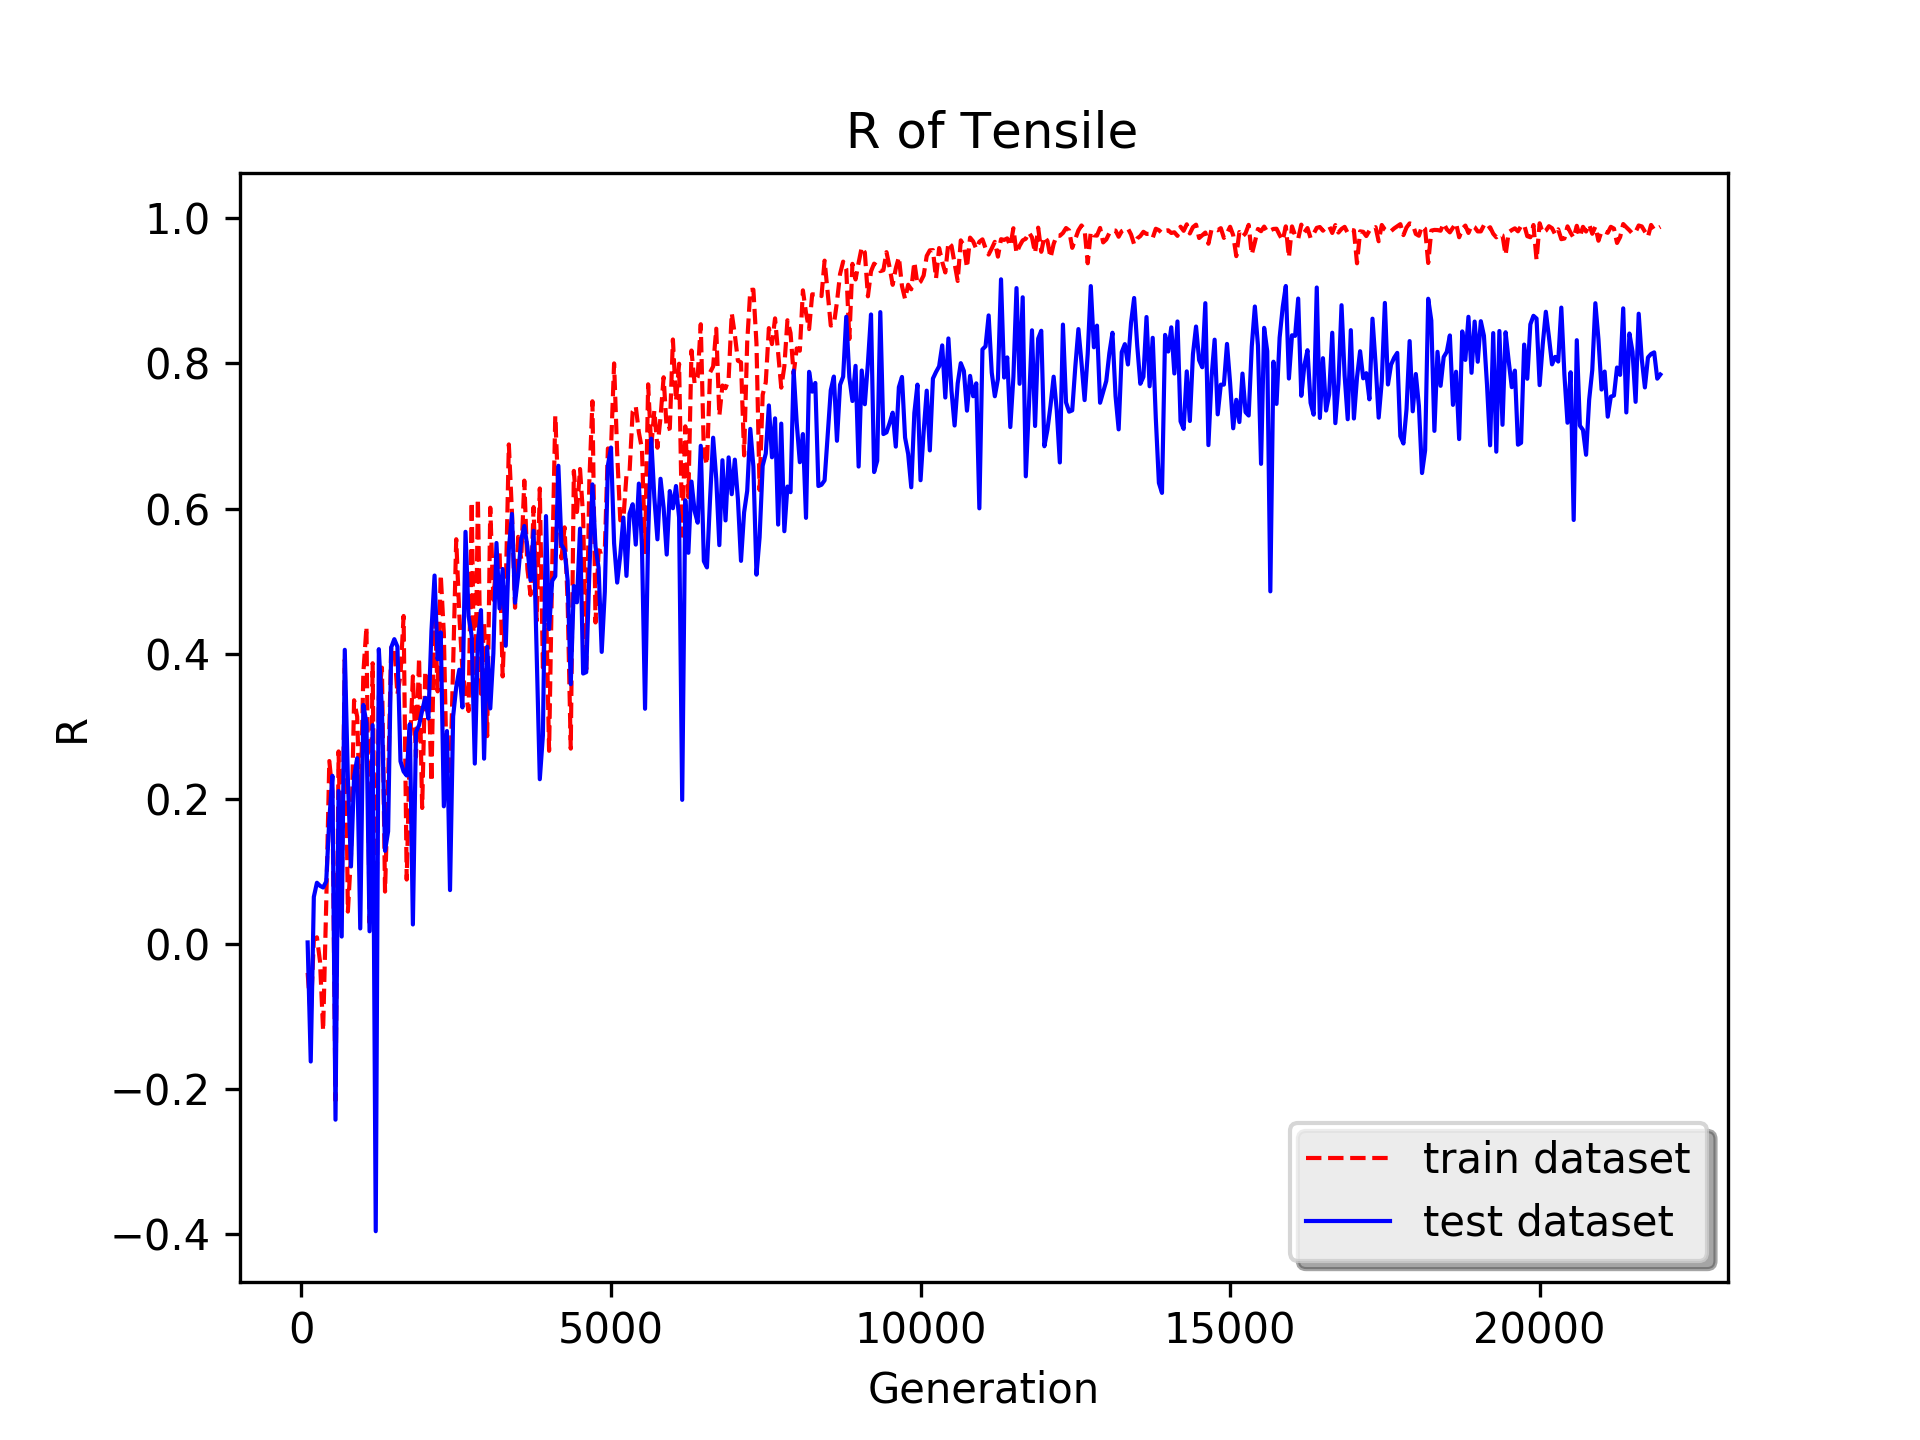 R of Tensile
1.0
0.8
0.6
0.4
0.2
0.0
−0.2
−0.4
R
0 5000 10000 15000 20000
Generation
train dataset
test dataset